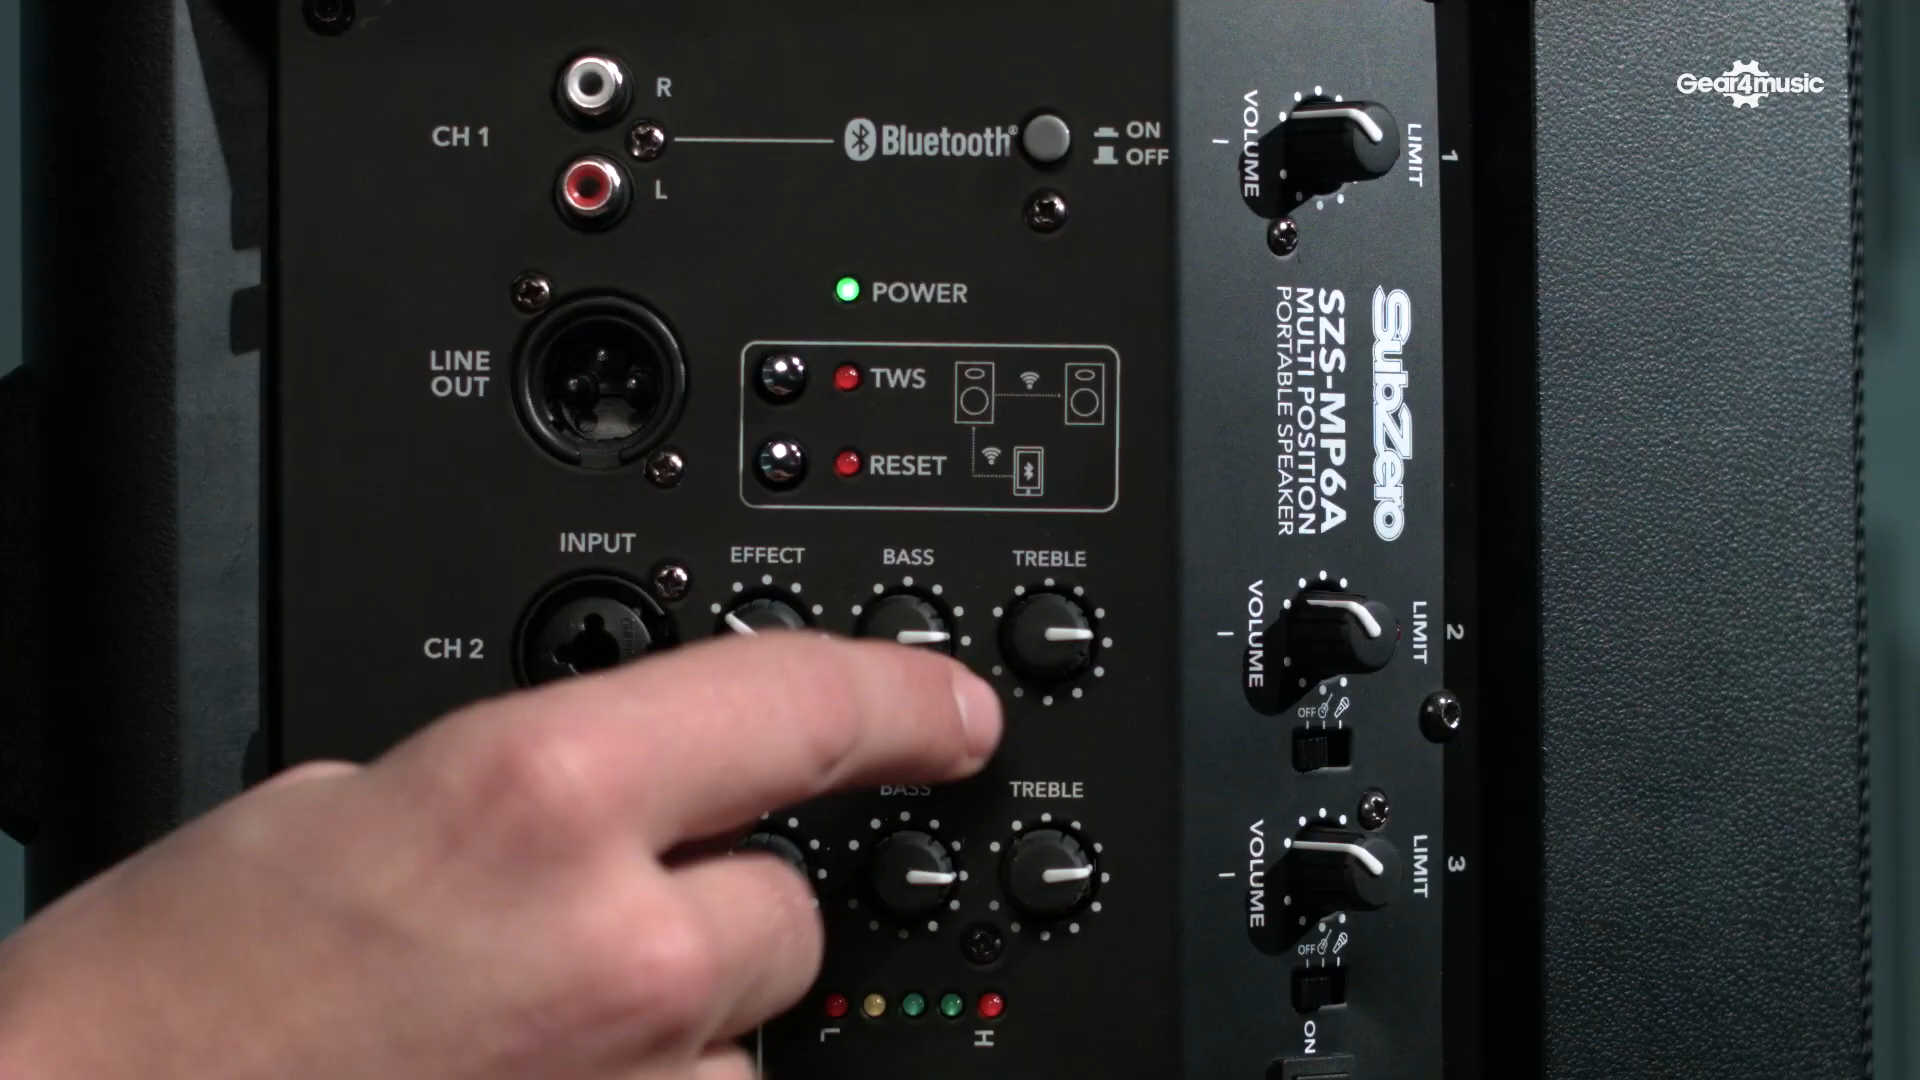 Gear4music
R
CH 1
Bluetooth®
ON
OFF
L
POWER
LINE
OUT
TWS
RESET
INPUT
EFFECT
BASS
TREBLE
CH 2
BASS
TREBLE
L
H
VOLUME
LIMIT
1
SubZero
SZS-MP6A
MULTI POSITION
PORTABLE SPEAKER
VOLUME
LIMIT
2
OFF
VOLUME
LIMIT
3
OFF
ON